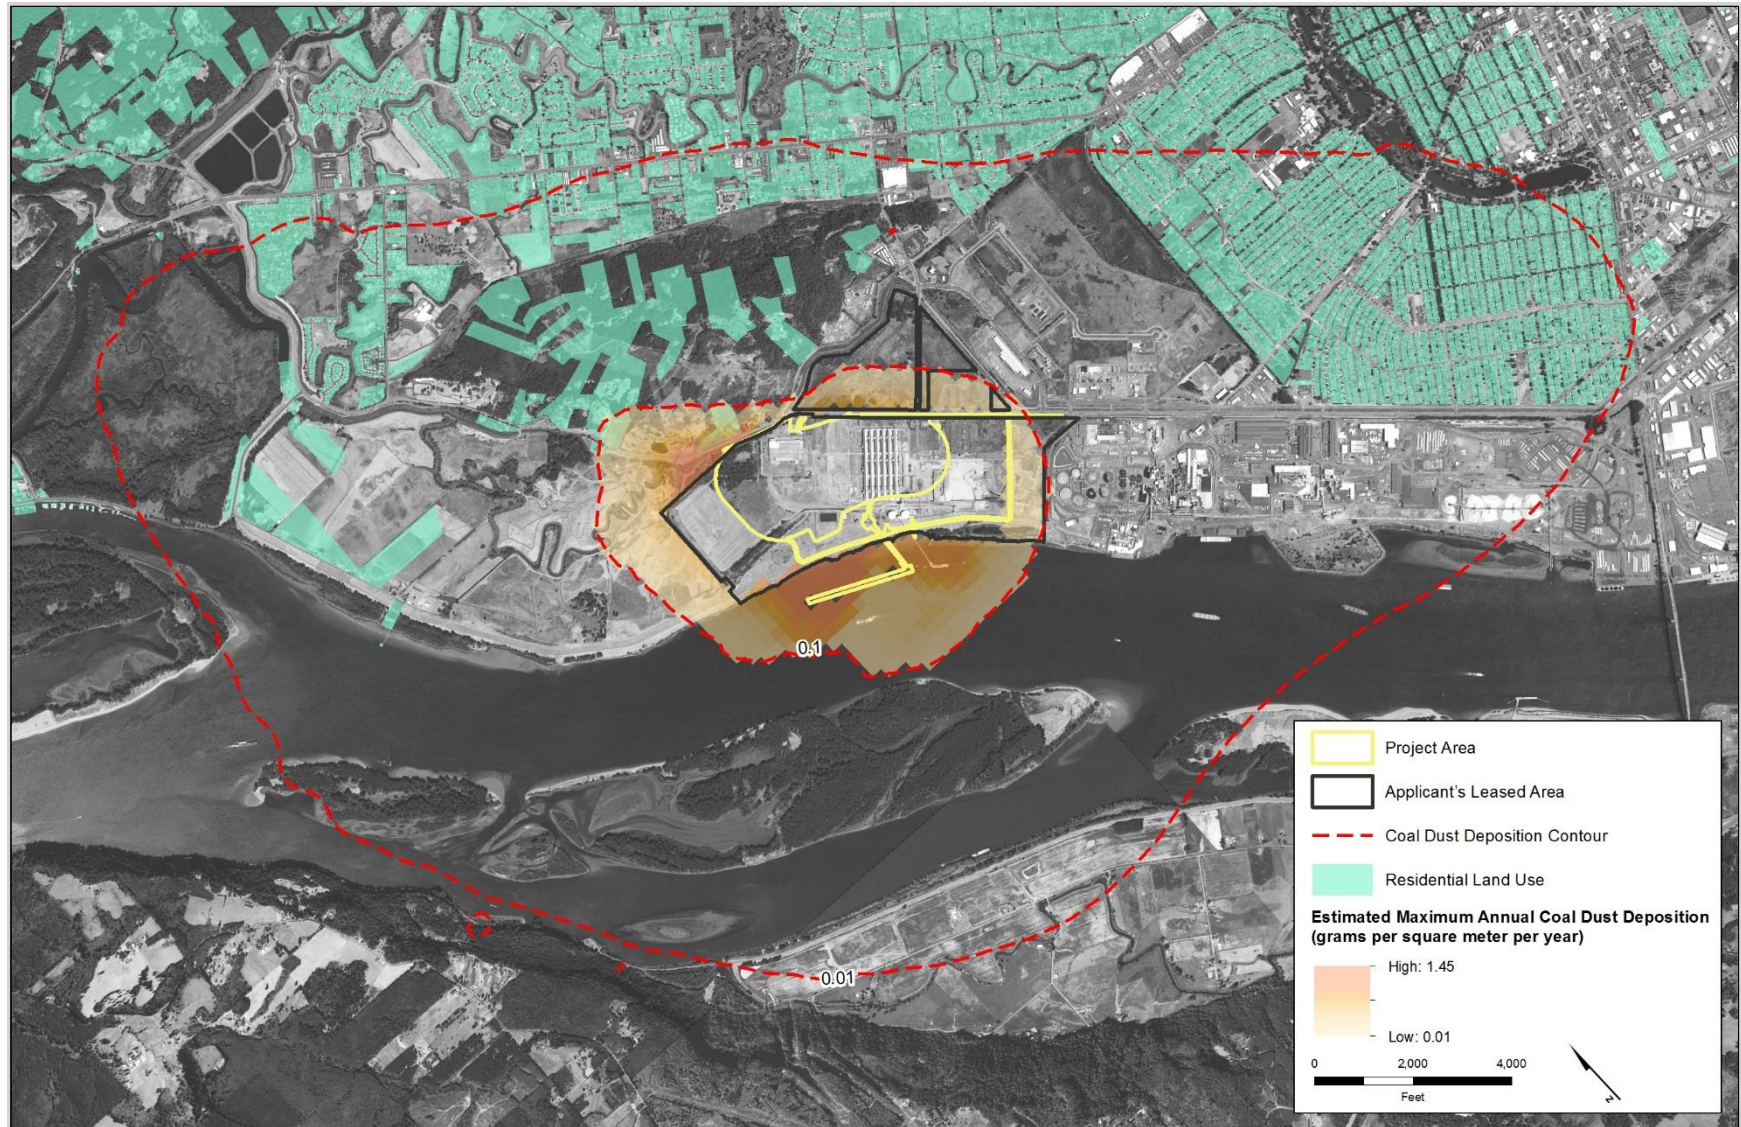 0.1
0.01
Project Area
Applicant's Leased Area
Coal Dust Deposition Contour
Residential Land Use
Estimated Maximum Annual Coal Dust Deposition
(grams per square meter per year)
High: 1.45
Low: 0.01
0 2,000 4,000
Feet
N